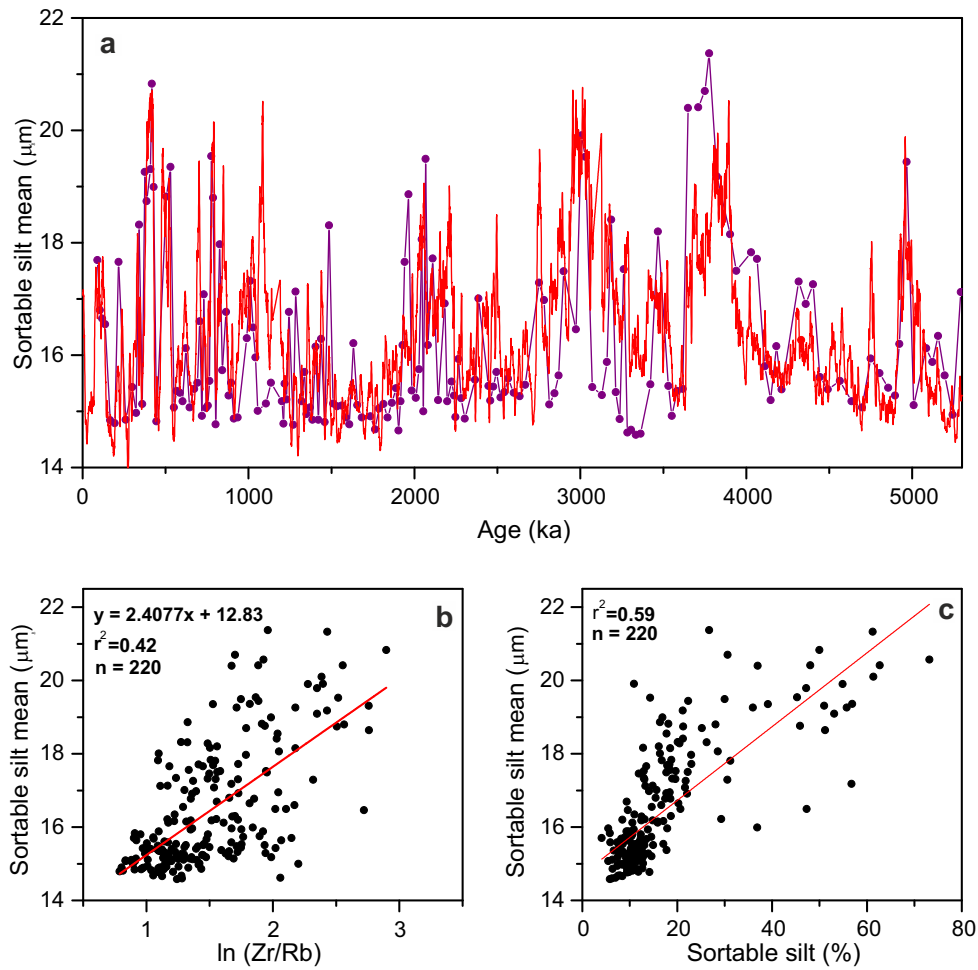 a
22
20
18
16
14
Sortable silt mean (μm)
0 1000 2000 3000 4000 5000
Age (ka)
b
y = 2.4077x + 12.83
r²=0.42
n = 220
22
20
18
16
14
Sortable silt mean (μm)
1 2 3
ln (Zr/Rb)
c
r²=0.59
n = 220
22
20
18
16
14
Sortable silt mean (μm)
0 20 40 60 80
Sortable silt (%)